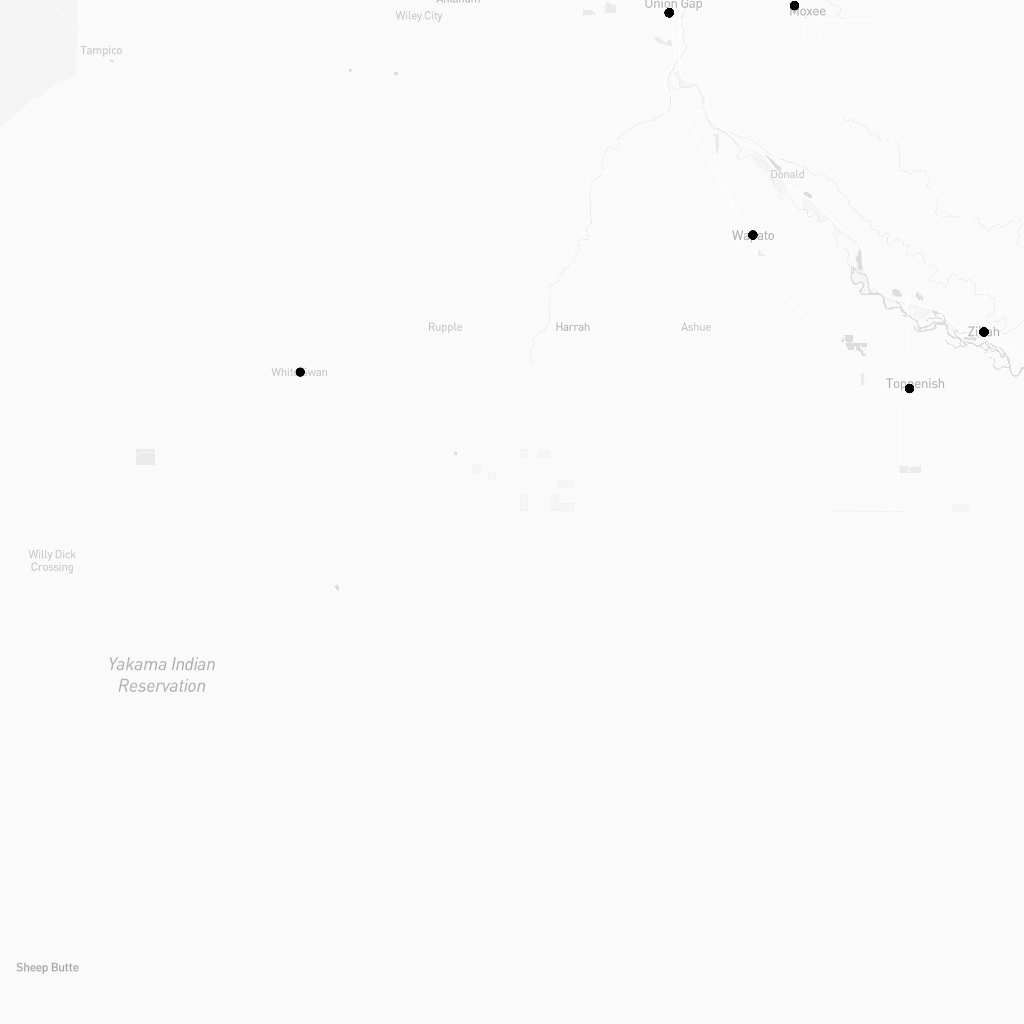 Union Gap
Moxee
Wiley City
Tampico
Donald
Wapato
Rupple
Harrah
Ashue
Zillah
White Swan
Toppenish
Willy Dick
Crossing
Yakama Indian
Reservation
Sheep Butte